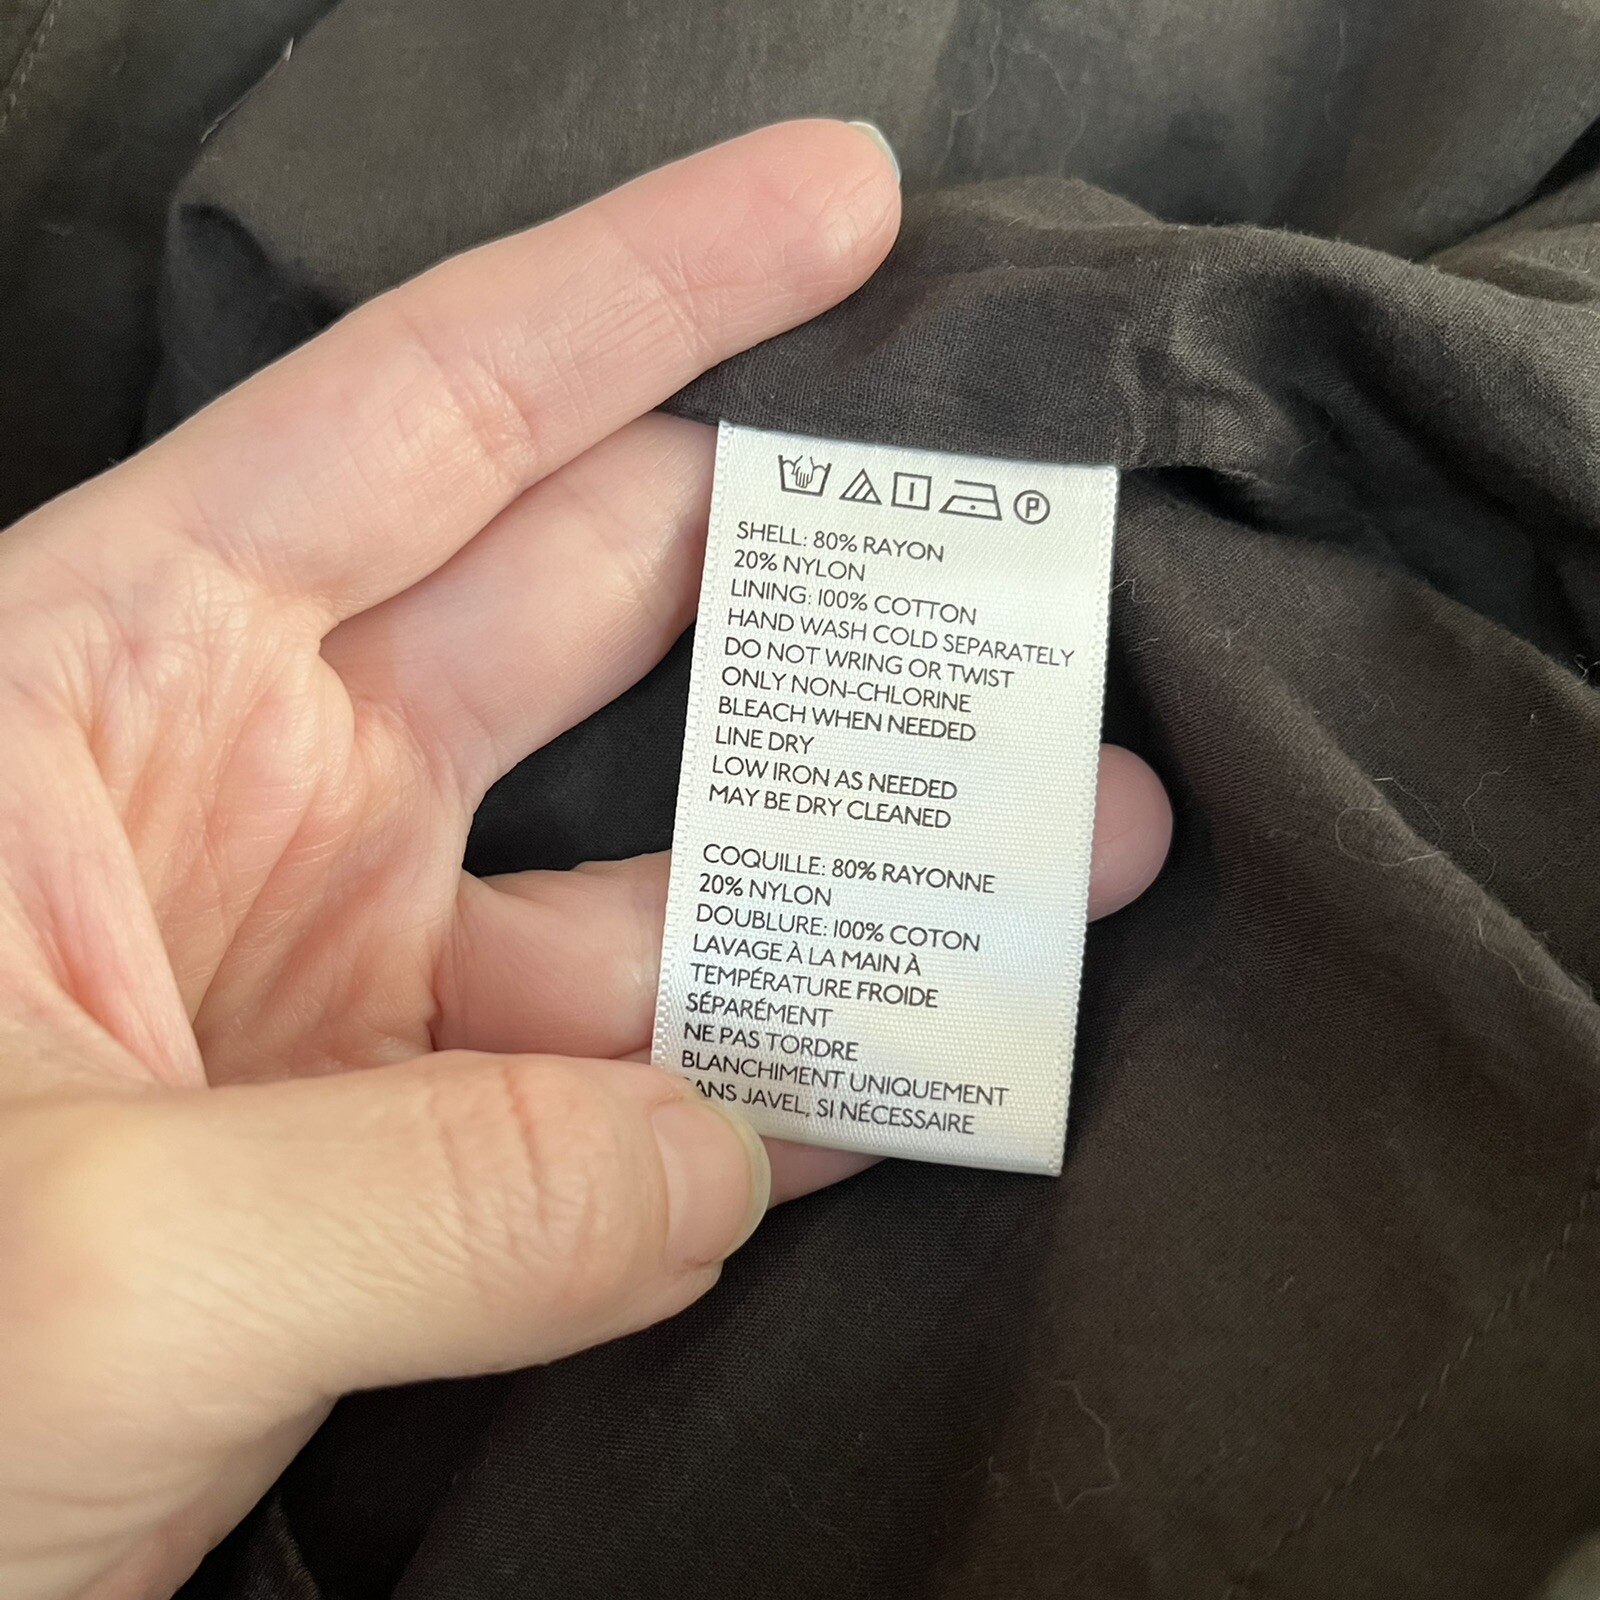 SHELL: 80% RAYON
20% NYLON
LINING: 100% COTTON
HAND WASH COLD SEPARATELY
DO NOT WRING OR TWIST
ONLY NON-CHLORINE
BLEACH WHEN NEEDED
LINE DRY
LOW IRON AS NEEDED
MAY BE DRY CLEANED
COQUILLE: 80% RAYONNE
20% NYLON
DOUBLURE: 100% COTON
LAVAGE À LA MAIN À
TEMPÉRATURE FROIDE
SÉPARÉMENT
NE PAS TORDRE
BLANCHIMENT UNIQUEMENT
SANS JAVEL, SI NÉCESSAIRE